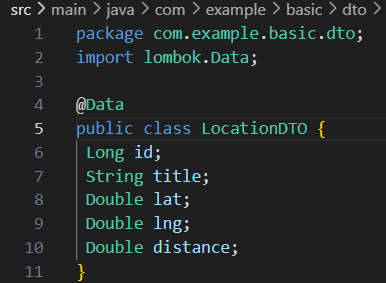 src > main > java > com > example > basic > dto >
1 package com.example.basic.dto;
2 import lombok.Data;
3
4 @Data
5 public class LocationDTO {
6 Long id;
7 String title;
8 Double lat;
9 Double lng;
10 Double distance;
11 }